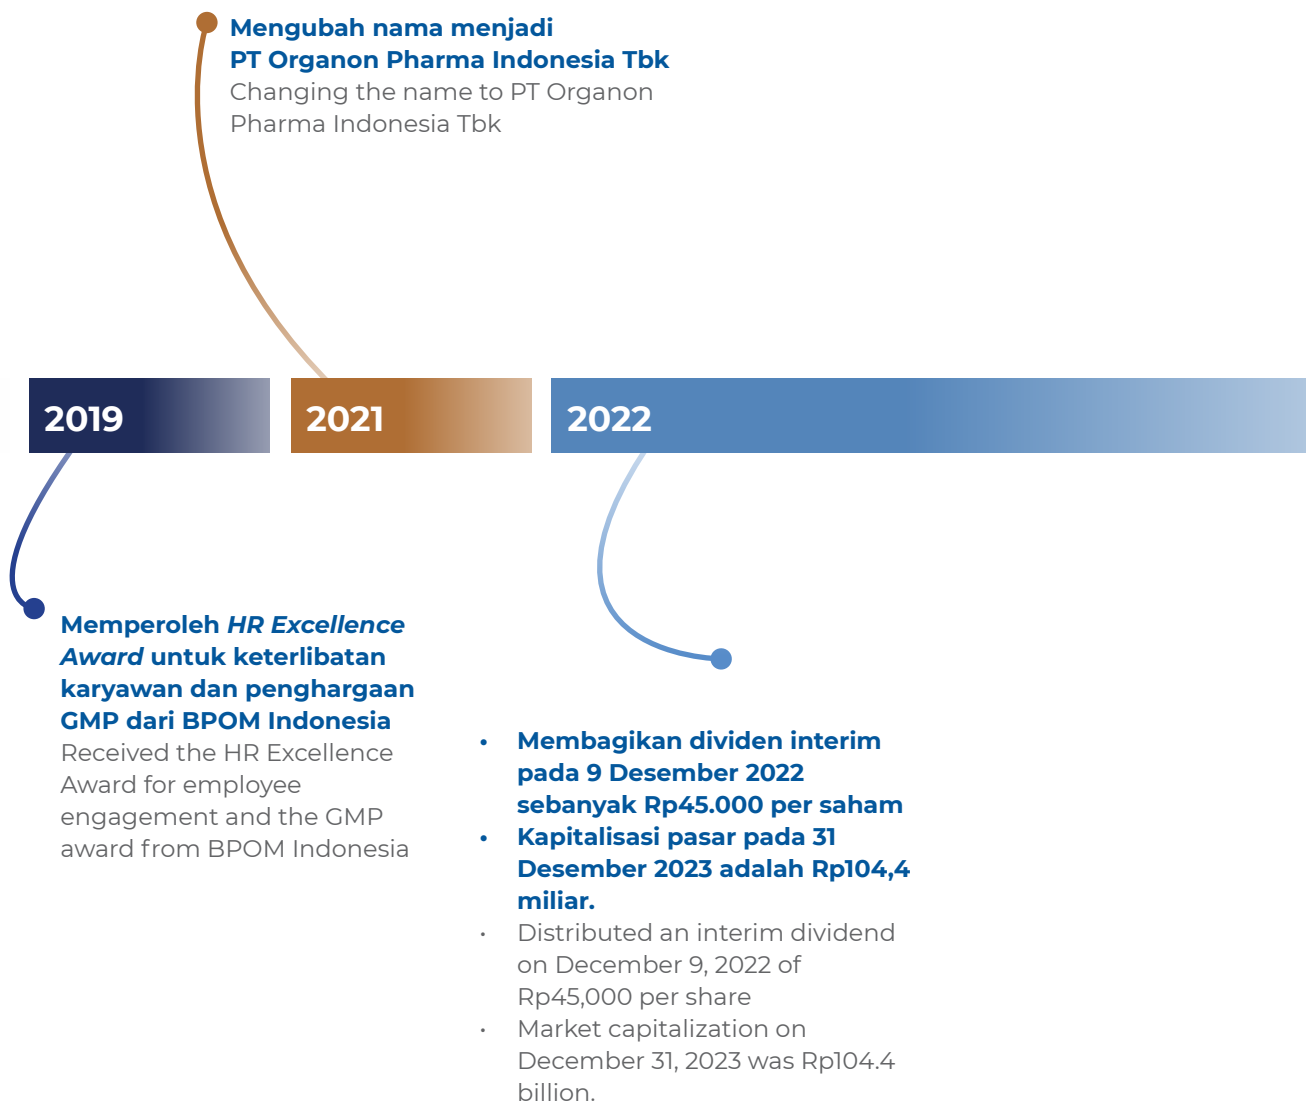 Mengubah nama menjadi
PT Organon Pharma Indonesia Tbk
Changing the name to PT Organon
Pharma Indonesia Tbk
2019
2021
2022
Memperoleh HR Excellence
Award untuk keterlibatan
karyawan dan penghargaan
GMP dari BPOM Indonesia
Received the HR Excellence
Award for employee
engagement and the GMP
award from BPOM Indonesia
• Membagikan dividen interim
pada 9 Desember 2022
sebanyak Rp45.000 per saham
• Kapitalisasi pasar pada 31
Desember 2023 adalah Rp104,4
miliar.
• Distributed an interim dividend
on December 9, 2022 of
Rp45,000 per share
• Market capitalization on
December 31, 2023 was Rp104.4
billion.